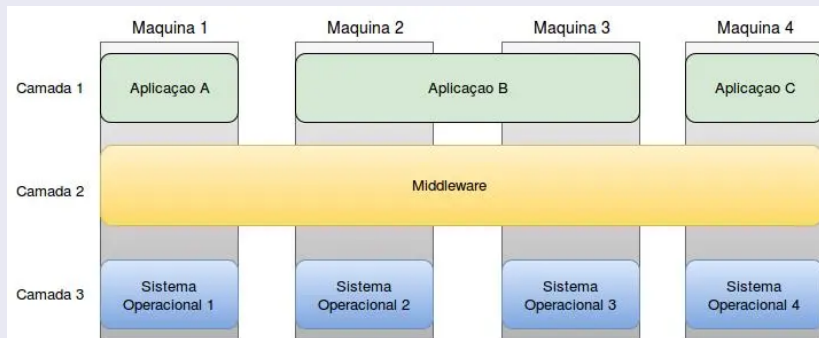 Maquina 1
Maquina 2
Maquina 3
Maquina 4
Camada 1
Aplicaçao A
Aplicaçao B
Aplicaçao C
Camada 2
Middleware
Camada 3
Sistema
Operacional 1
Sistema
Operacional 2
Sistema
Operacional 3
Sistema
Operacional 4